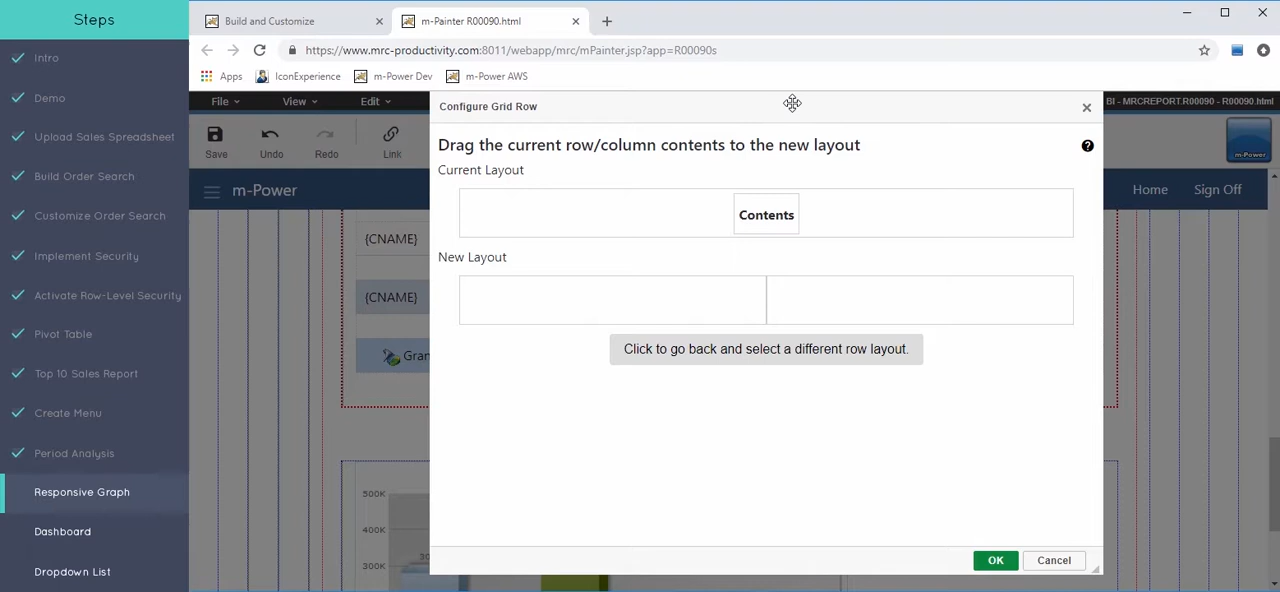 Steps
Intro
Demo
Upload Sales Spreadsheet
Build Order Search
Customize Order Search
Implement Security
Activate Row-Level Security
Pivot Table
Top 10 Sales Report
Create Menu
Period Analysis
Responsive Graph
Dashboard
Dropdown List
Build and Customize
m-Painter R00090.html
https://www.mrc-productivity.com:8011/webapp/mrc/mPainter.jsp?app=R00090s
Apps IconExperience m-Power Dev m-Power AWS
File View Edit
BI - MRCREPORT.R00090 - R00090.html
Save Undo Redo Link
m-Power
m-Power
Home Sign Off
{CNAME}
{CNAME}
Gran
500K
400K
300K
30
Configure Grid Row
Drag the current row/column contents to the new layout
Current Layout
Contents
New Layout
Click to go back and select a different row layout.
OK Cancel